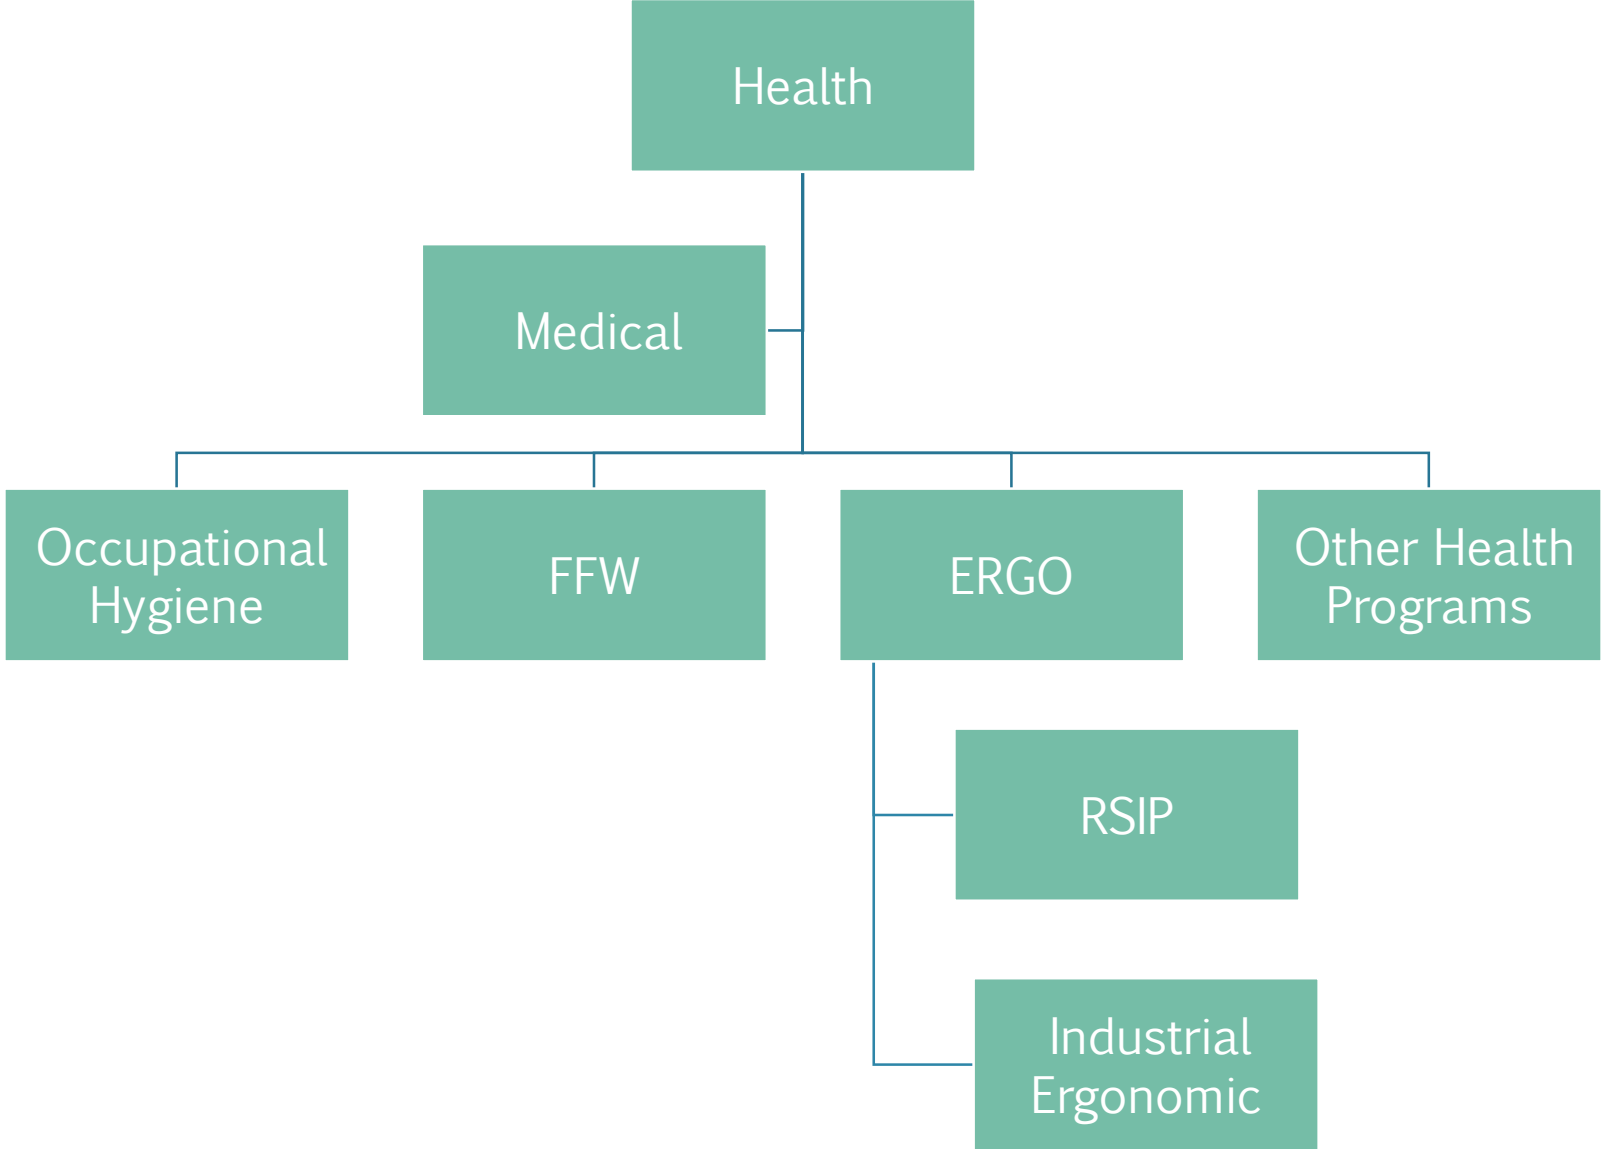 Health
Medical
Occupational
Hygiene
FFW
ERGO
Other Health
Programs
RSIP
Industrial
Ergonomic